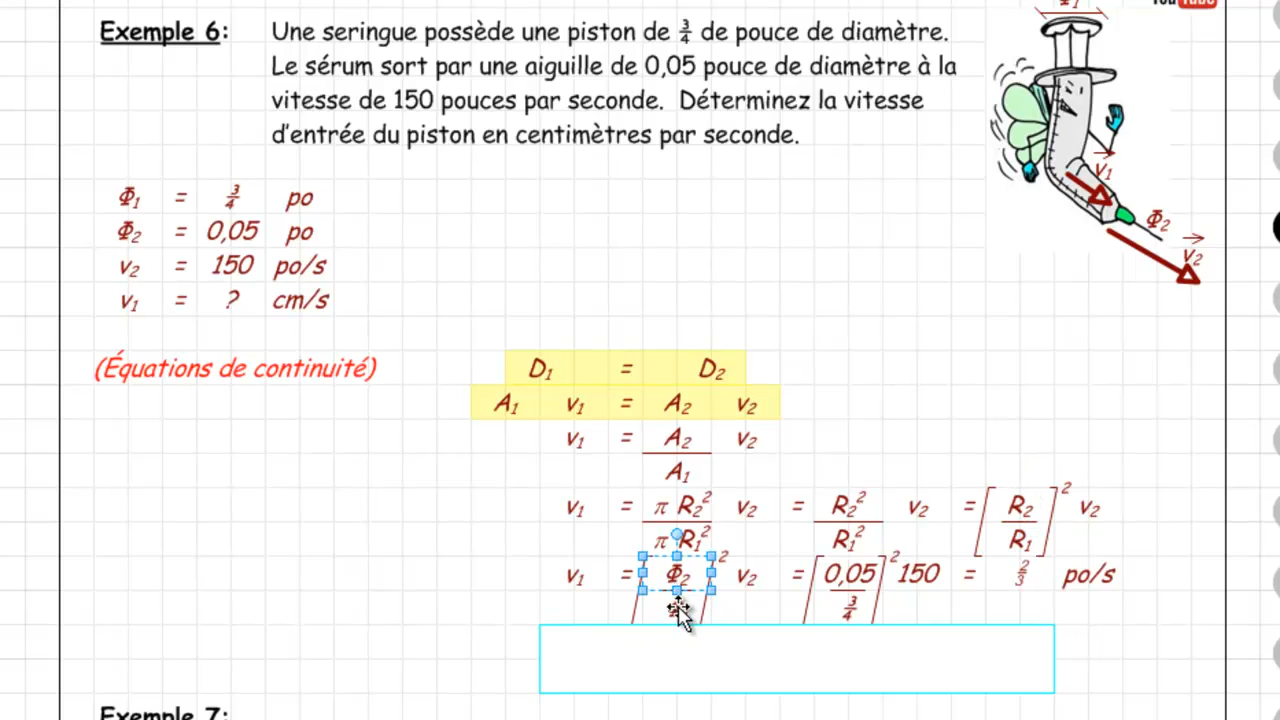 YouTube
Φ1
Exemple 6: Une seringue possède une piston de 3/4 de pouce de diamètre.
Le sérum sort par une aiguille de 0,05 pouce de diamètre à la
vitesse de 150 pouces par seconde. Déterminez la vitesse
d'entrée du piston en centimètres par seconde.
v1
Φ2
v2
Φ1 = 3/4 po
Φ2 = 0,05 po
v2 = 150 po/s
v1 = ? cm/s
(Équations de continuité) D1 = D2
A1 v1 = A2 v2
v1 = A2 v2
A1
v1 = π R2² v2 = R2² v2 = [R2]² v2
π R1² R1² R1
v1 = [Φ2]² v2 = [0,05]² 150 = 2/3 po/s
3/4
Exemple 7: